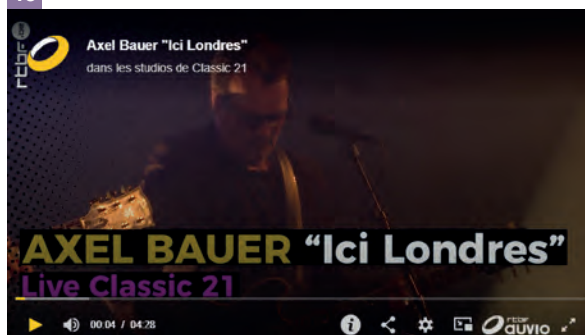 rtbf.be
Axel Bauer "Ici Londres"
dans les studios de Classic 21
AXEL BAUER “Ici Londres”
Live Classic 21
00:04 / 04:28
i
rtbf
auvio